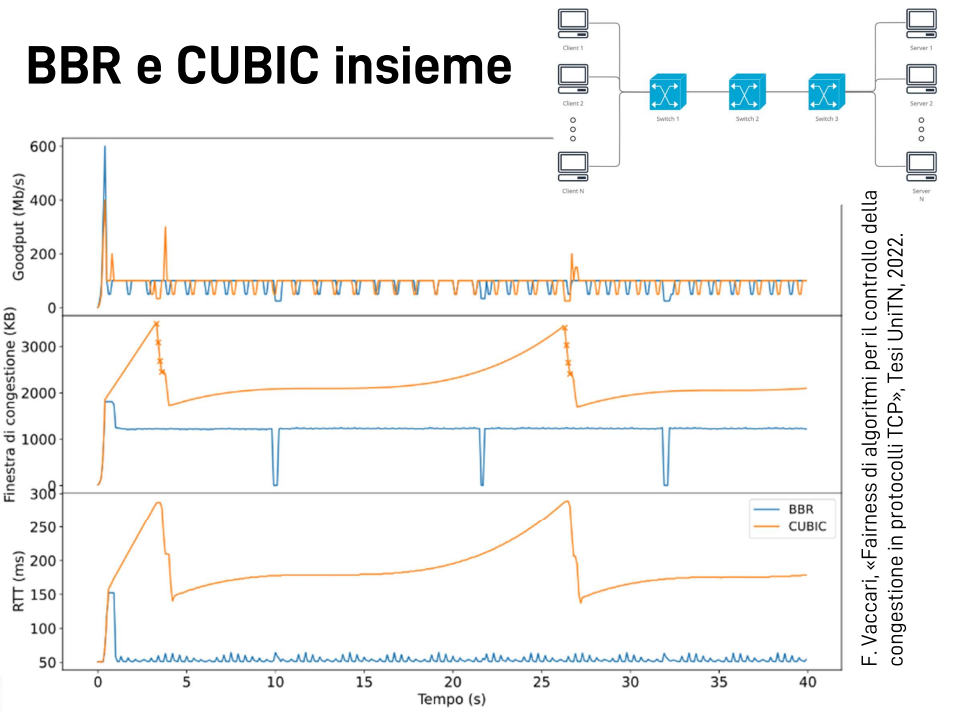 BBR e CUBIC insieme
Client 1
Server 1
Client 2
Server 2
Switch 1
Switch 2
Switch 3
Client N
Server
N
Goodput (Mb/s)
600
400
200
0
Finestra di congestione (KB)
3000
2000
1000
0
RTT (ms)
300
250
200
150
100
50
BBR
CUBIC
0
5
10
15
20
25
30
35
40
Tempo (s)
F. Vaccari, «Fairness di algoritmi per il controllo della
congestione in protocolli TCP», Tesi UniTN, 2022.